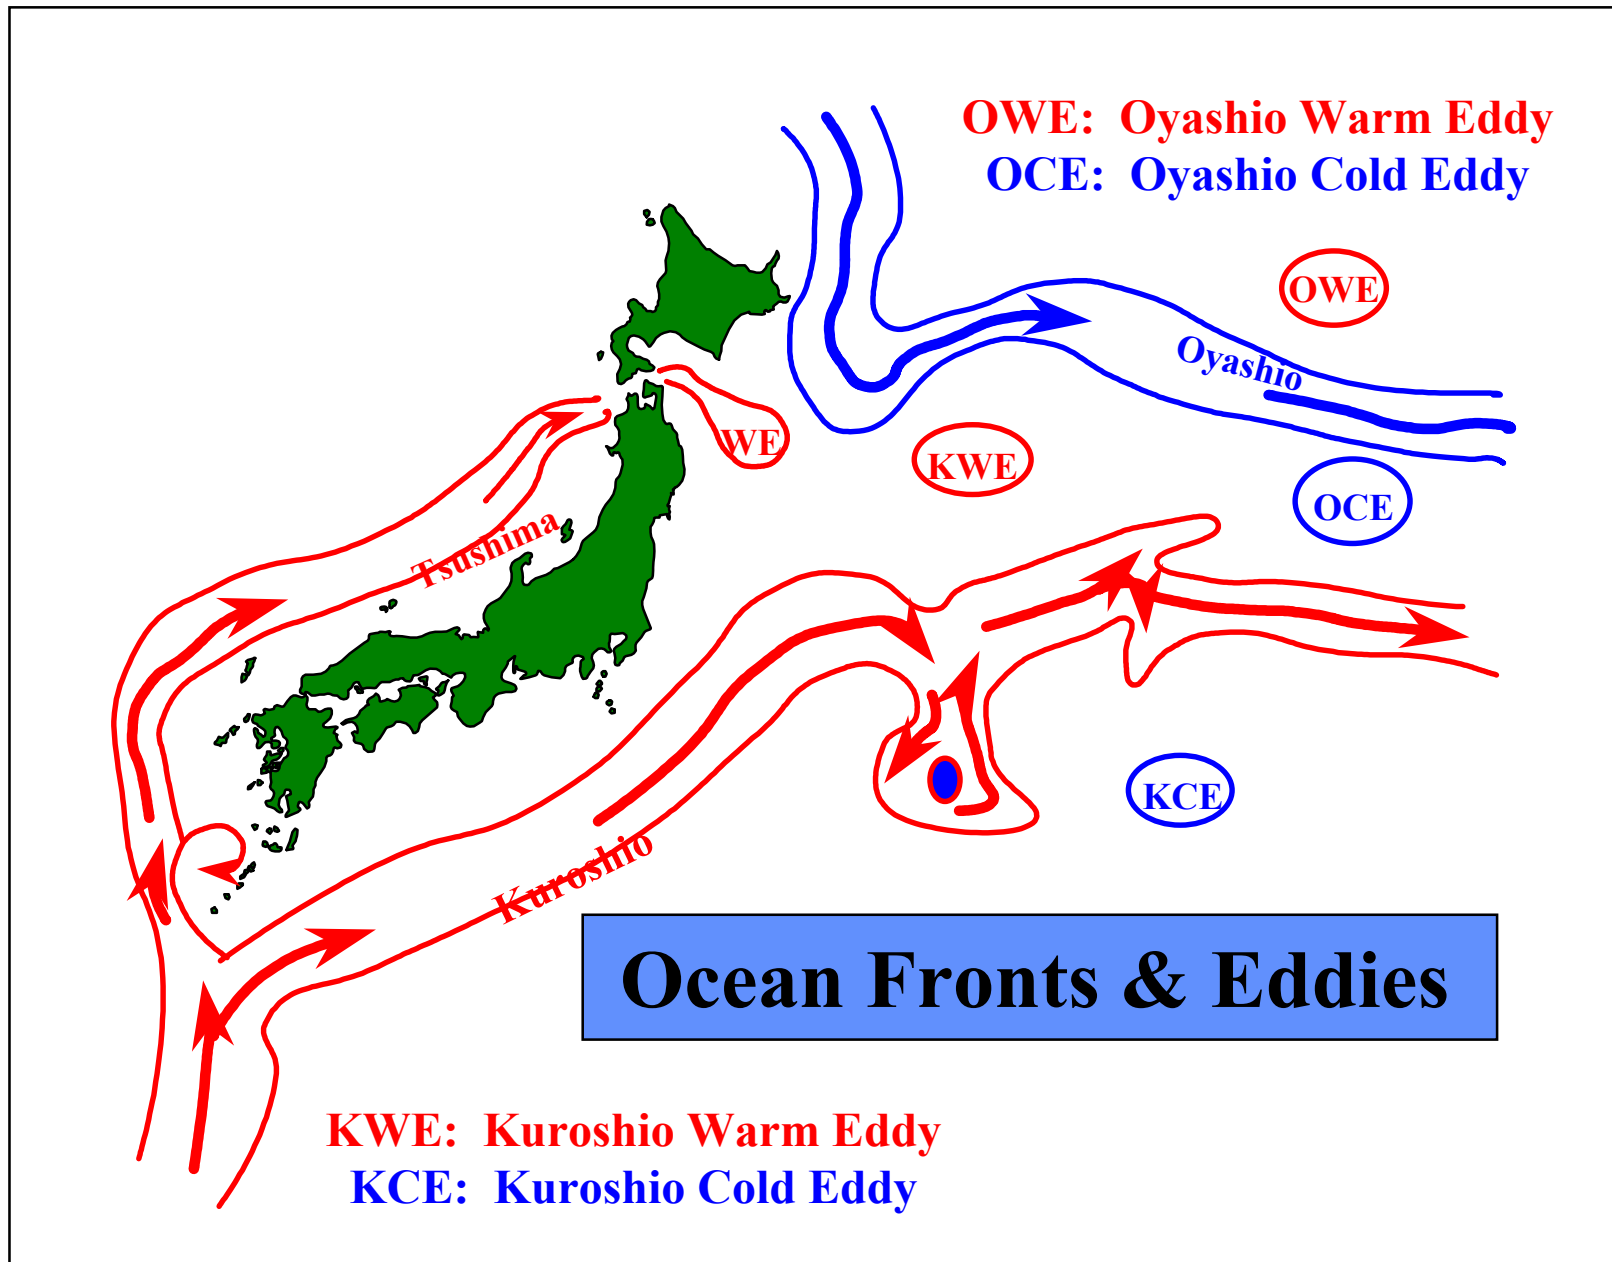 OWE: Oyashio Warm Eddy
OCE: Oyashio Cold Eddy
OWE
Oyashio
WE
KWE
OCE
Tsushima
KCE
Kuroshio
Ocean Fronts & Eddies
KWE: Kuroshio Warm Eddy
KCE: Kuroshio Cold Eddy